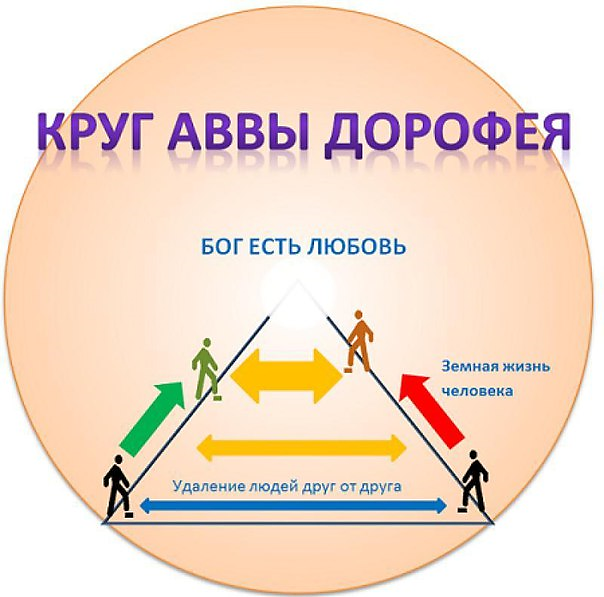 КРУГ АВВЫ ДОРОФЕЯ
БОГ ЕСТЬ ЛЮБОВЬ
Земная жизнь
человека
Удаление людей друг от друга